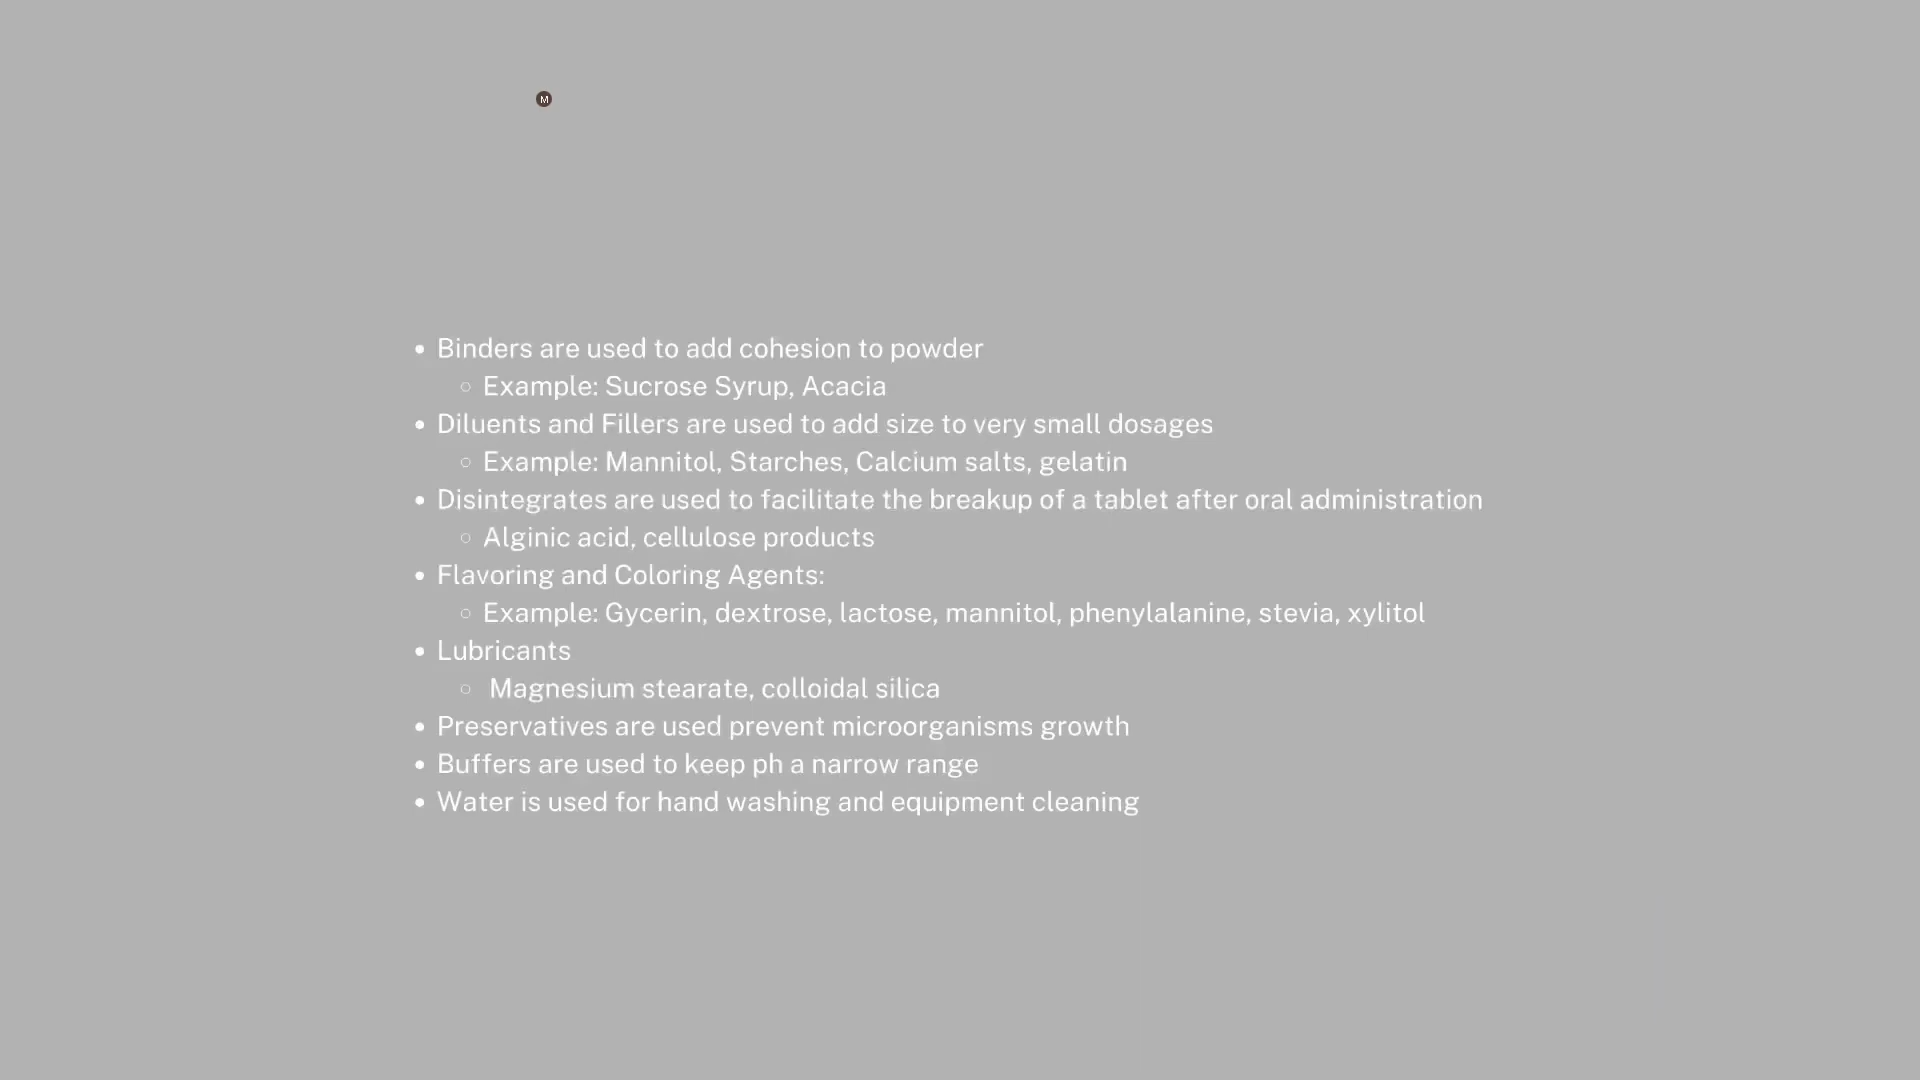 M
• Binders are used to add cohesion to powder
○ Example: Sucrose Syrup, Acacia
• Diluents and Fillers are used to add size to very small dosages
○ Example: Mannitol, Starches, Calcium salts, gelatin
• Disintegrates are used to facilitate the breakup of a tablet after oral administration
○ Alginic acid, cellulose products
• Flavoring and Coloring Agents:
○ Example: Gycerin, dextrose, lactose, mannitol, phenylalanine, stevia, xylitol
• Lubricants
○ Magnesium stearate, colloidal silica
• Preservatives are used prevent microorganisms growth
• Buffers are used to keep ph a narrow range
• Water is used for hand washing and equipment cleaning